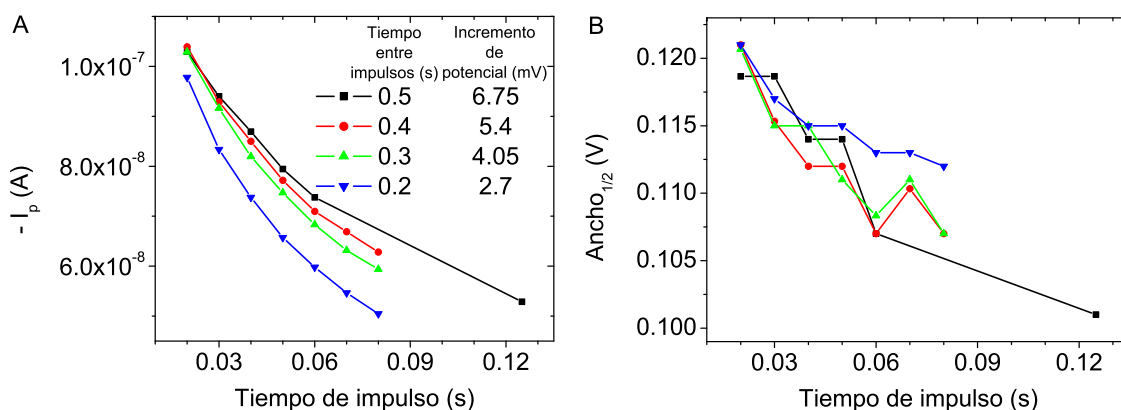 A
Tiempo Incremento
entre de
impulsos (s) potencial (mV)
0.5 6.75
0.4 5.4
0.3 4.05
0.2 2.7
1.0x10⁻⁷
8.0x10⁻⁸
6.0x10⁻⁸
- Iₚ (A)
0.03 0.06 0.09 0.12
Tiempo de impulso (s)
B
0.120
0.115
0.110
0.105
0.100
Ancho₁/₂ (V)
0.03 0.06 0.09 0.12
Tiempo de impulso (s)